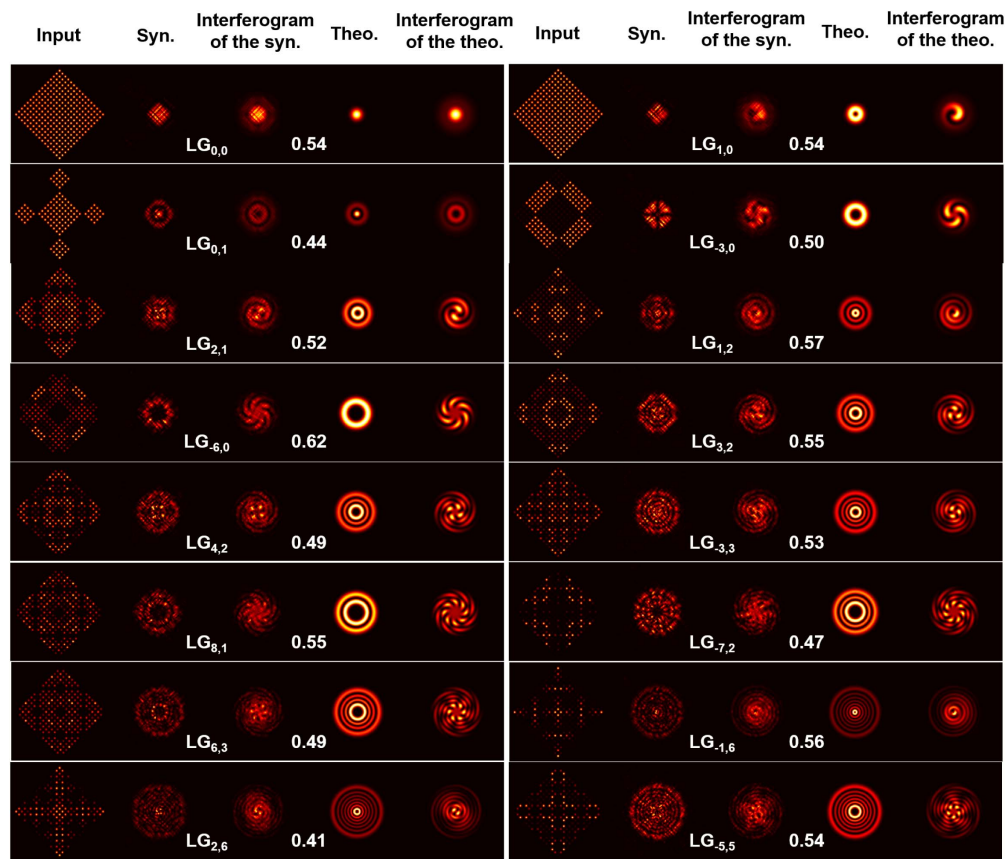 Input Syn. Interferogram of the syn. Theo. Interferogram of the theo. Input Syn. Interferogram of the syn. Theo. Interferogram of the theo.
LG0,0 0.54 LG1,0 0.54
LG0,1 0.44 LG-3,0 0.50
LG2,1 0.52 LG1,2 0.57
LG-6,0 0.62 LG3,2 0.55
LG4,2 0.49 LG-3,3 0.53
LG8,1 0.55 LG-7,2 0.47
LG6,3 0.49 LG-1,6 0.56
LG2,6 0.41 LG-5,5 0.54